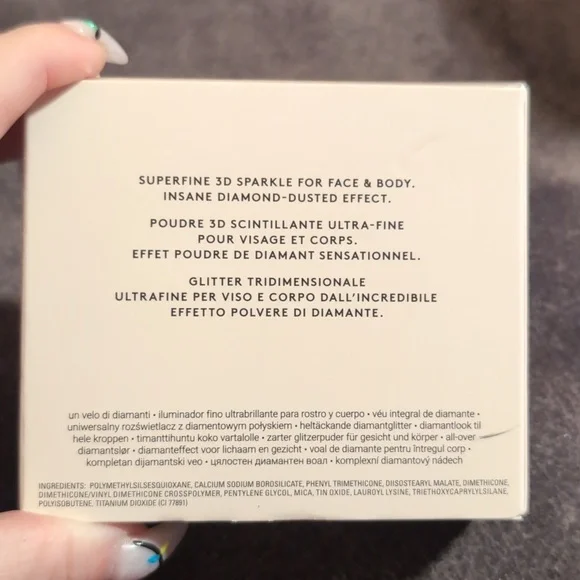 SUPERFINE 3D SPARKLE FOR FACE & BODY.
INSANE DIAMOND-DUSTED EFFECT.
POUDRE 3D SCINTILLANTE ULTRA-FINE
POUR VISAGE ET CORPS.
EFFET POUDRE DE DIAMANT SENSATIONNEL.
GLITTER TRIDIMENSIONALE
ULTRAFINE PER VISO E CORPO DALL'INCREDIBILE
EFFETTO POLVERE DI DIAMANTE.
un velo di diamanti • iluminador fino ultrabrillante para rostro y cuerpo • véu integral de diamante •
uniwersalny rozświetlacz z diamentowym połyskiem • heltäckande diamantglitter • diamantlook til
hele kroppen • timanttihuntu koko vartalolle • zarter glitzerpuder für gesicht und körper • all-over
diamantslør • diamanteffect voor lichaam en gezicht • voal de diamante pentru întregul corp •
kompletan dijamantski veo • цялостен диамантен воал • komplexní diamantový nádech
INGREDIENTS: POLYMETHYLSILSESQUIOXANE, CALCIUM SODIUM BOROSILICATE, PHENYL TRIMETHICONE, DIISOSTEARYL MALATE, DIMETHICONE,
DIMETHICONE/VINYL DIMETHICONE CROSSPOLYMER, PENTYLENE GLYCOL, MICA, TIN OXIDE, LAUROYL LYSINE, TRIETHOXYCAPRYLYLSILANE,
POLYISOBUTENE, TITANIUM DIOXIDE (CI 77891)